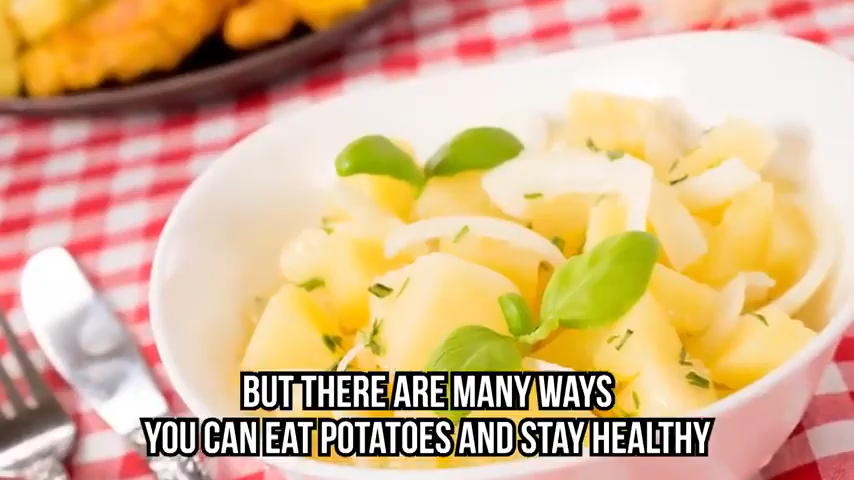 BUT THERE ARE MANY WAYS
YOU CAN EAT POTATOES AND STAY HEALTHY